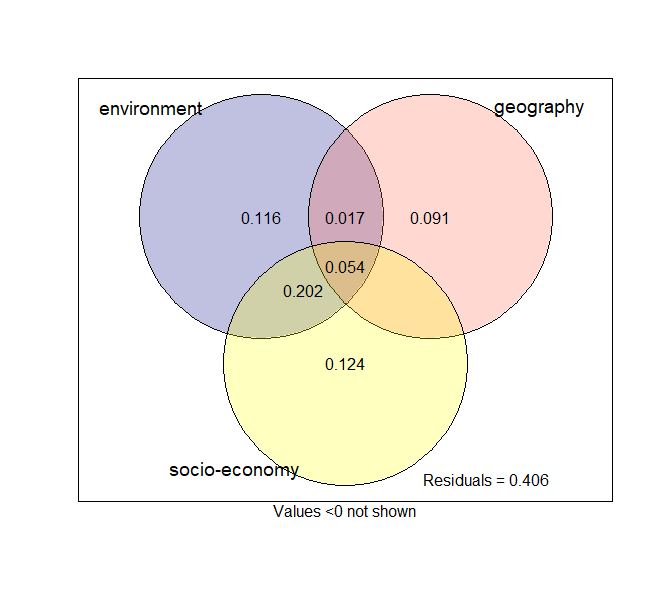 environment
geography
0.116
0.017
0.091
0.054
0.202
0.124
socio-economy
Residuals = 0.406
Values <0 not shown